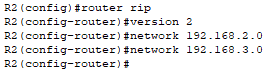 R2(config)#router rip
R2(config-router)#version 2
R2(config-router)#network 192.168.2.0
R2(config-router)#network 192.168.3.0
R2(config-router)#